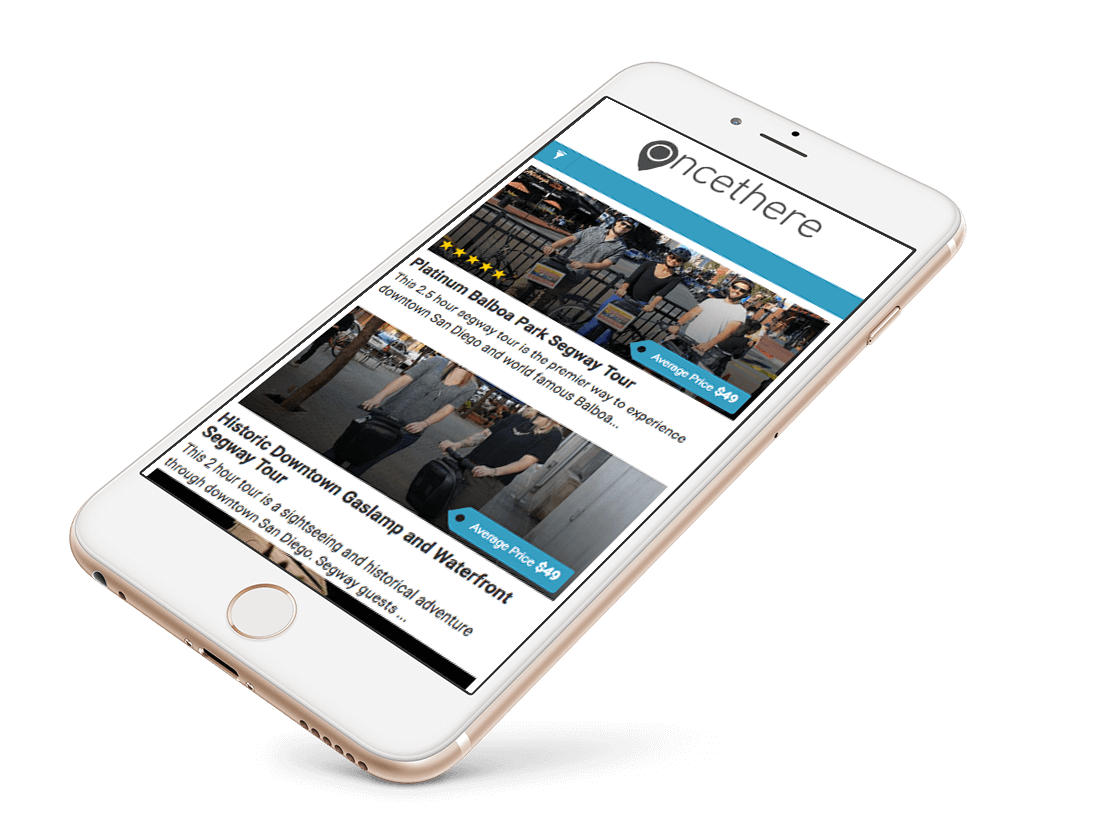 Oncethere
Average Price $49
Platinum Balboa Park Segway Tour
This 2.5 hour segway tour is the premier way to experience
downtown San Diego and world famous Balboa...
Average Price $49
Historic Downtown Gaslamp and Waterfront
Segway Tour
This 2 hour tour is a sightseeing and historical adventure
through downtown San Diego. Segway guests ...